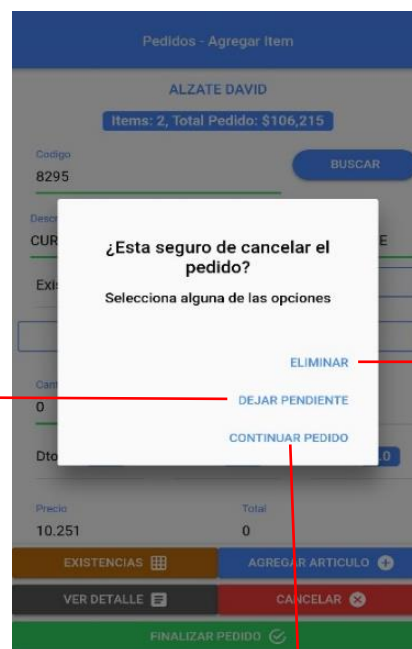 Pedidos - Agregar Item
ALZATE DAVID
Items: 2, Total Pedido: $106,215
Codigo
8295
BUSCAR
¿Esta seguro de cancelar el
pedido?
Selecciona alguna de las opciones
ELIMINAR
DEJAR PENDIENTE
CONTINUAR PEDIDO
0
Dto
Precio
Total
10.251
0
EXISTENCIAS
AGREGAR ARTICULO
VER DETALLE
CANCELAR
FINALIZAR PEDIDO